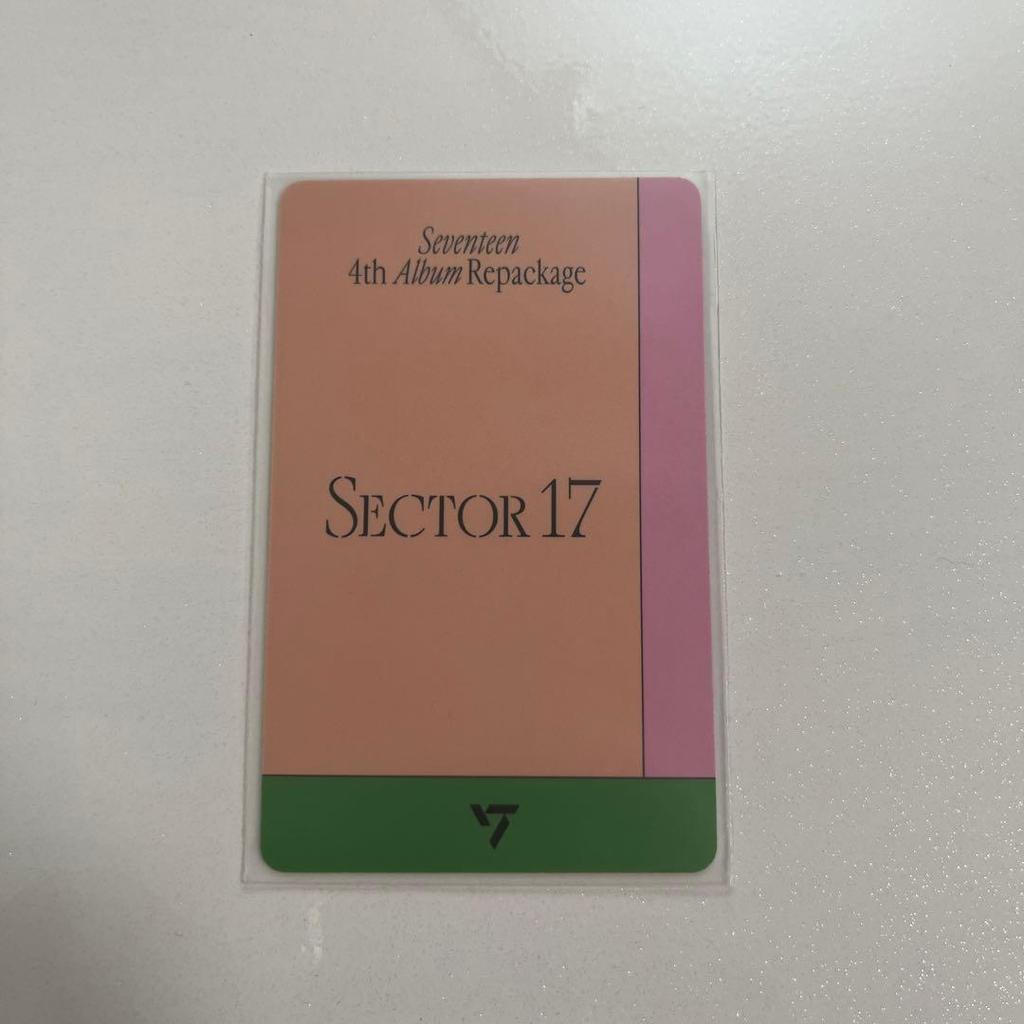 Seventeen
4th Album Repackage
SECTOR 17